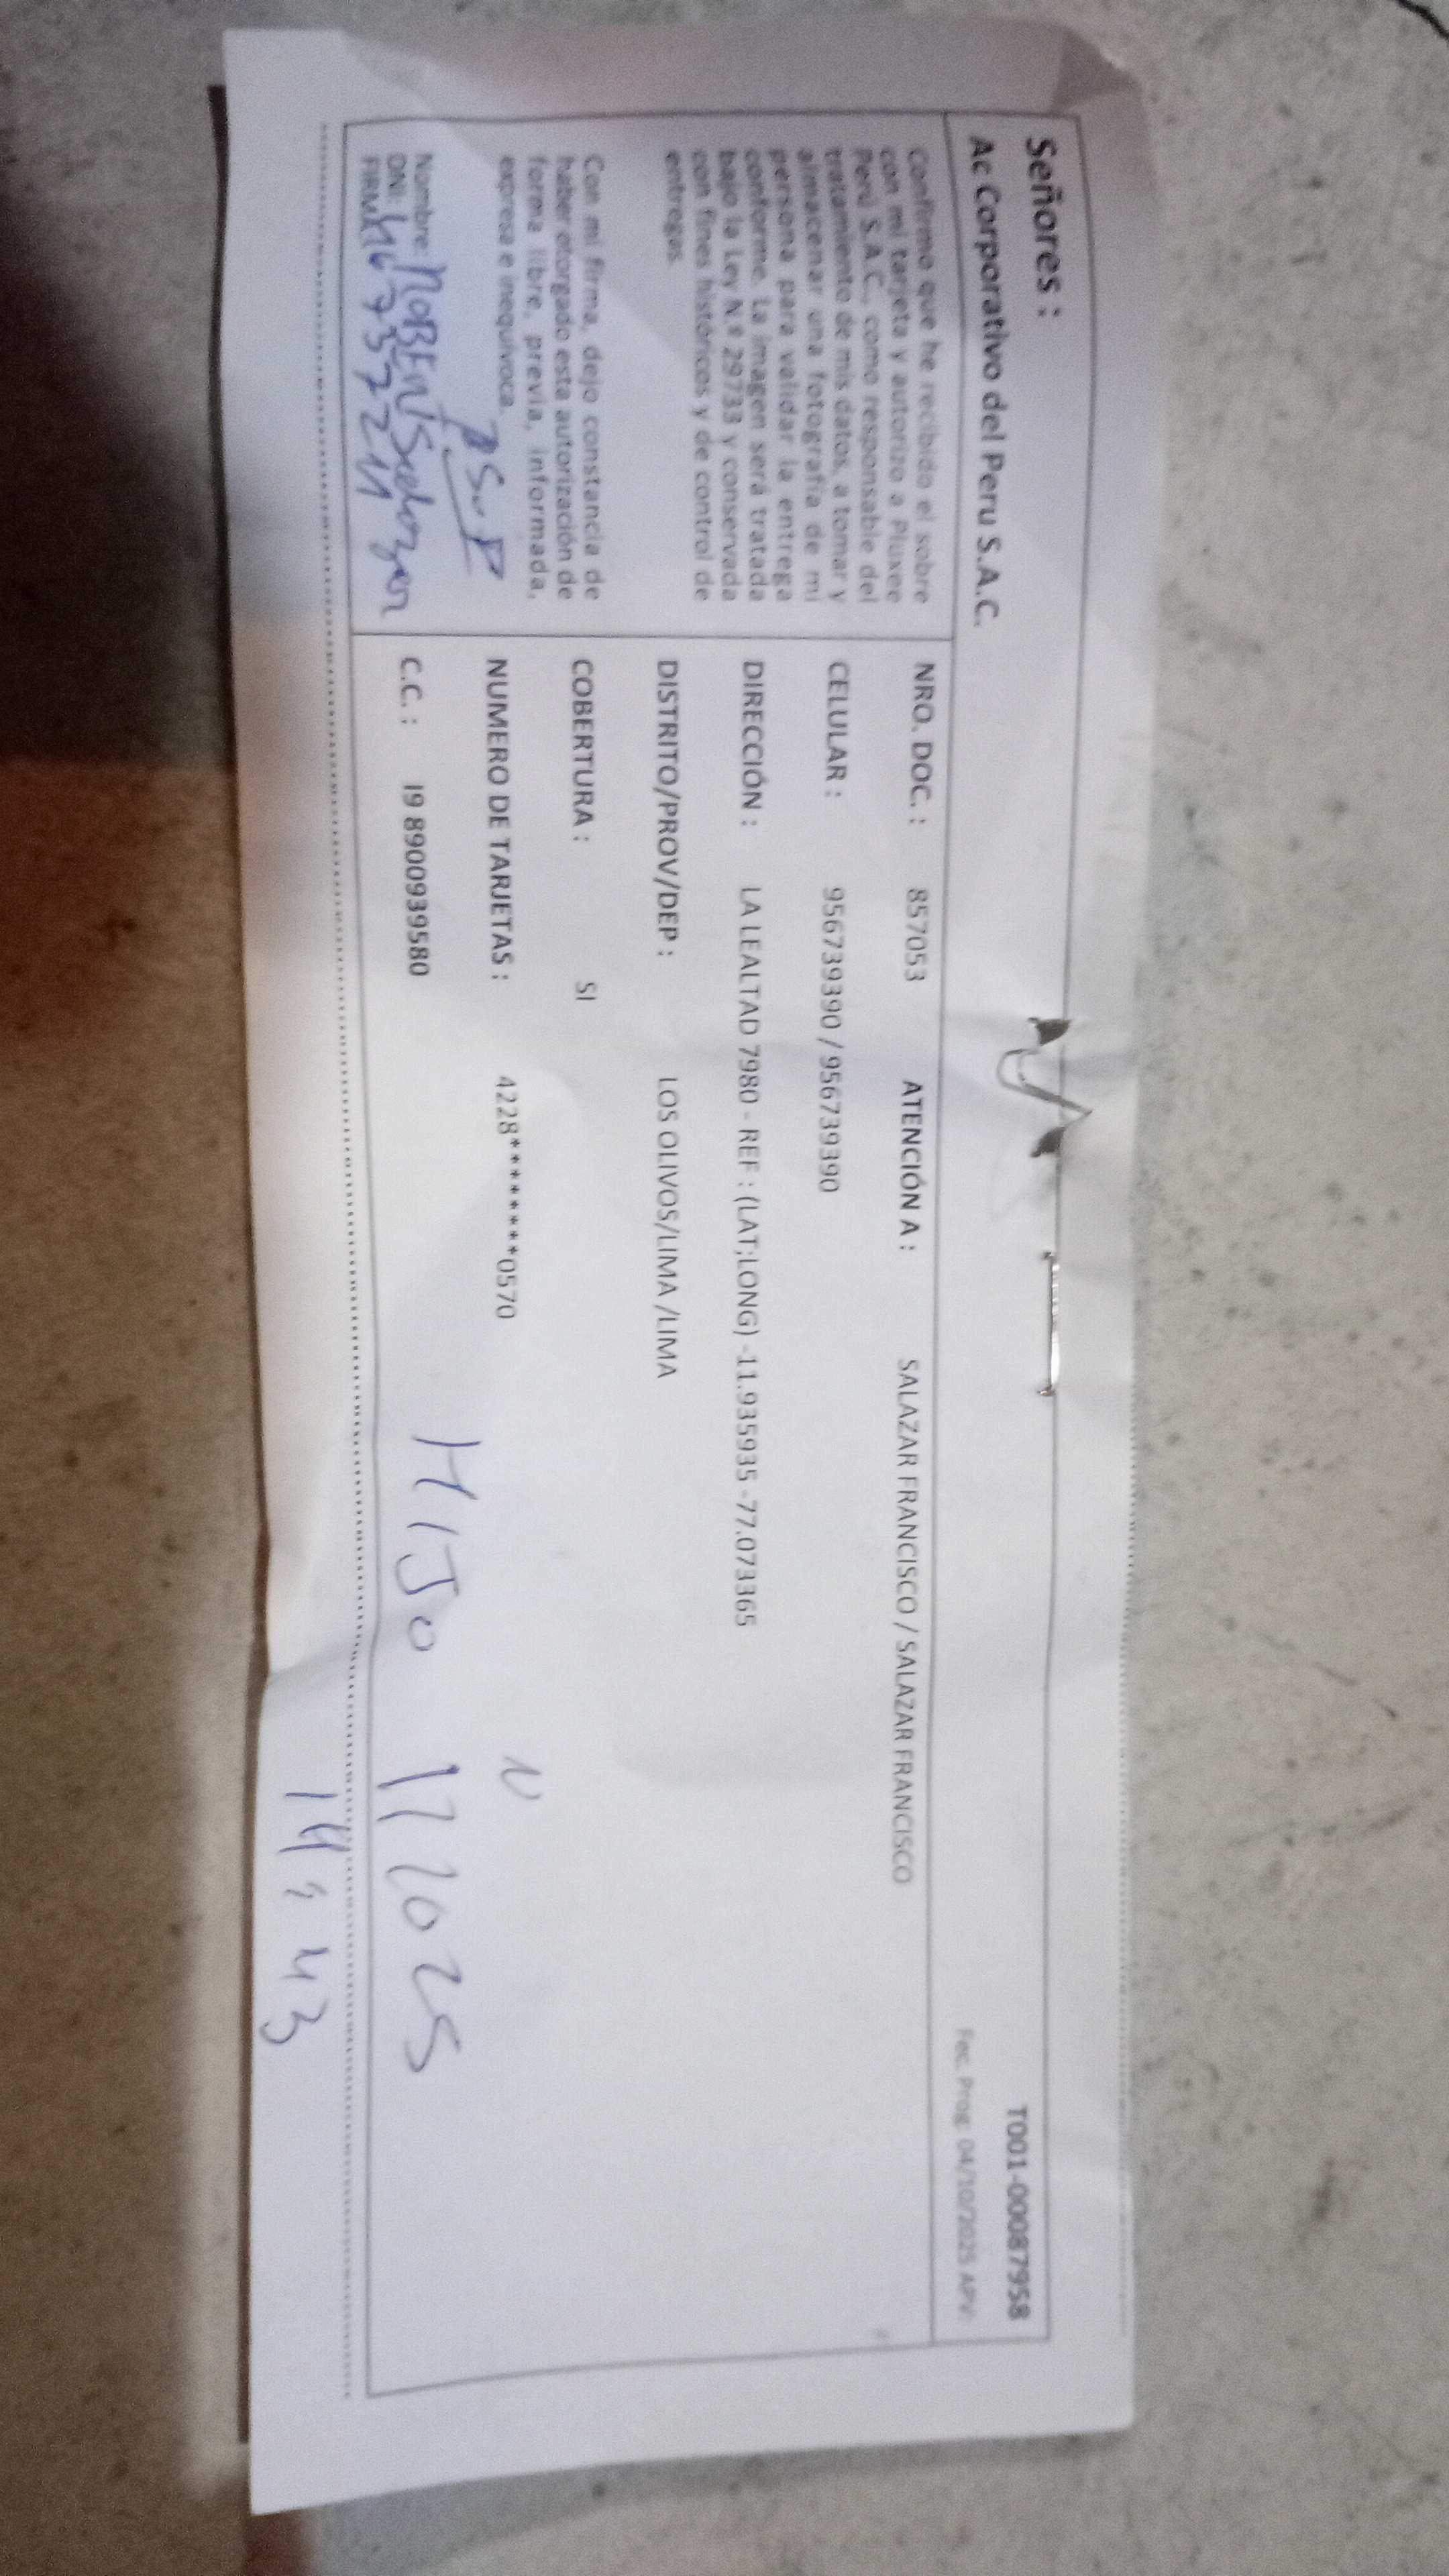 Señores :
Ac Corporativo del Peru S.A.C.
T001-00087958
Fec. Prog: 04/10/2025 APV:
Confirmo que he recibido el sobre
con mi tarjeta y autorizo a Pluxee
Perú S.A.C., como responsable del
tratamiento de mis datos, a tomar y
almacenar una fotografía de mi
persona para validar la entrega
conforme. La imagen será tratada
bajo la Ley N.º 29733 y conservada
con fines históricos y de control de
entregas.
Con mi firma, dejo constancia de
haber otorgado esta autorización de
forma libre, previa, informada,
expresa e inequívoca.
Nombre: Salazar
DNI:
FIRMA:
NRO. DOC. : 857053 ATENCIÓN A : SALAZAR FRANCISCO / SALAZAR FRANCISCO
CELULAR : 956739390 / 956739390
DIRECCIÓN : LA LEALTAD 7980 - REF : (LAT;LONG) -11.935935 -77.073365
DISTRITO/PROV/DEP : LOS OLIVOS/LIMA /LIMA
COBERTURA : SI
NUMERO DE TARJETAS : 4228********0570
C.C. : 19 8900939580
HIJO